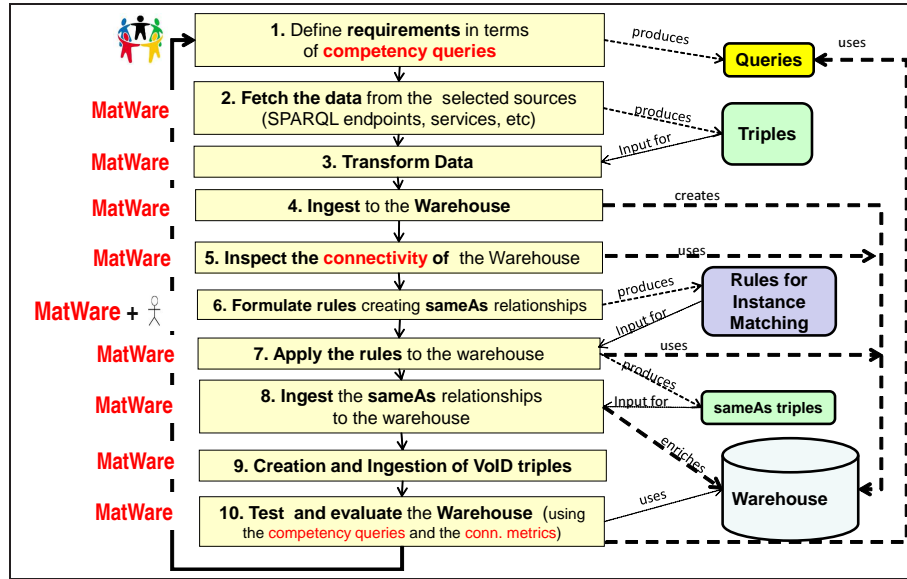 1. Define requirements in terms
of competency queries
produces
uses
Queries
MatWare
2. Fetch the data from the selected sources
(SPARQL endpoints, services, etc)
produces
Triples
MatWare
3. Transform Data
Input for
MatWare
4. Ingest to the Warehouse
creates
MatWare
5. Inspect the connectivity of the Warehouse
uses
MatWare +
6. Formulate rules creating sameAs relationships
produces
Rules for
Instance
Matching
Input for
MatWare
7. Apply the rules to the warehouse
uses
produces
MatWare
8. Ingest the sameAs relationships
to the warehouse
Input for
sameAs triples
enriches
MatWare
9. Creation and Ingestion of VoID triples
Warehouse
MatWare
10. Test and evaluate the Warehouse (using
the competency queries and the conn. metrics)
uses